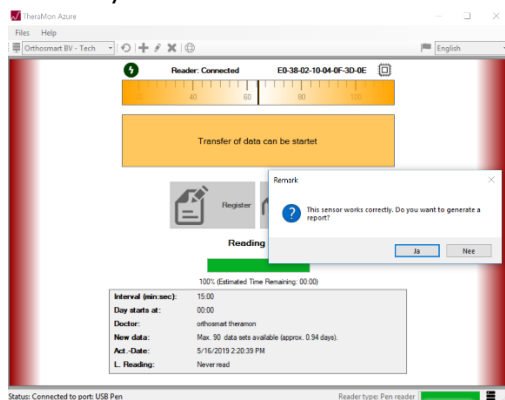 TheraMon Azure
Files Help
Orthosmart BV - Tech
English
Reader: Connected E0-38-02-10-04-0F-3D-0E
20 40 60 80 100
Transfer of data can be startet
Remark
This sensor works correctly. Do you want to generate a
report?
Ja Nee
Register
Reading
100% (Estimated Time Remaining: 00:00)
Interval (min:sec): 15:00
Day starts at: 00:00
Doctor: orthosmart theramon
New data: Max. 90 data sets available (approx. 0.94 days).
Act.-Date: 5/16/2019 2:20:39 PM
L. Reading: Never read
Status: Connected to port: USB Pen
Reader type: Pen reader